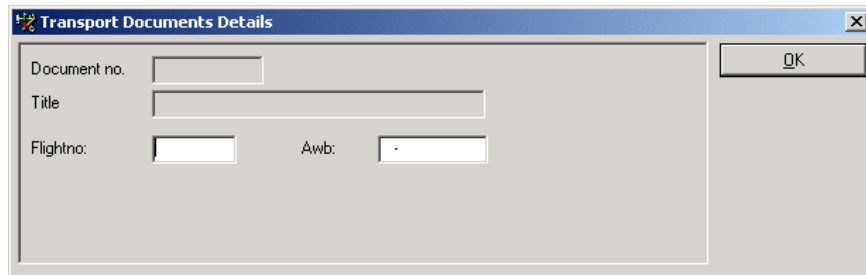 Transport Documents Details
Document no.
OK
Title
Flightno: Awb: -